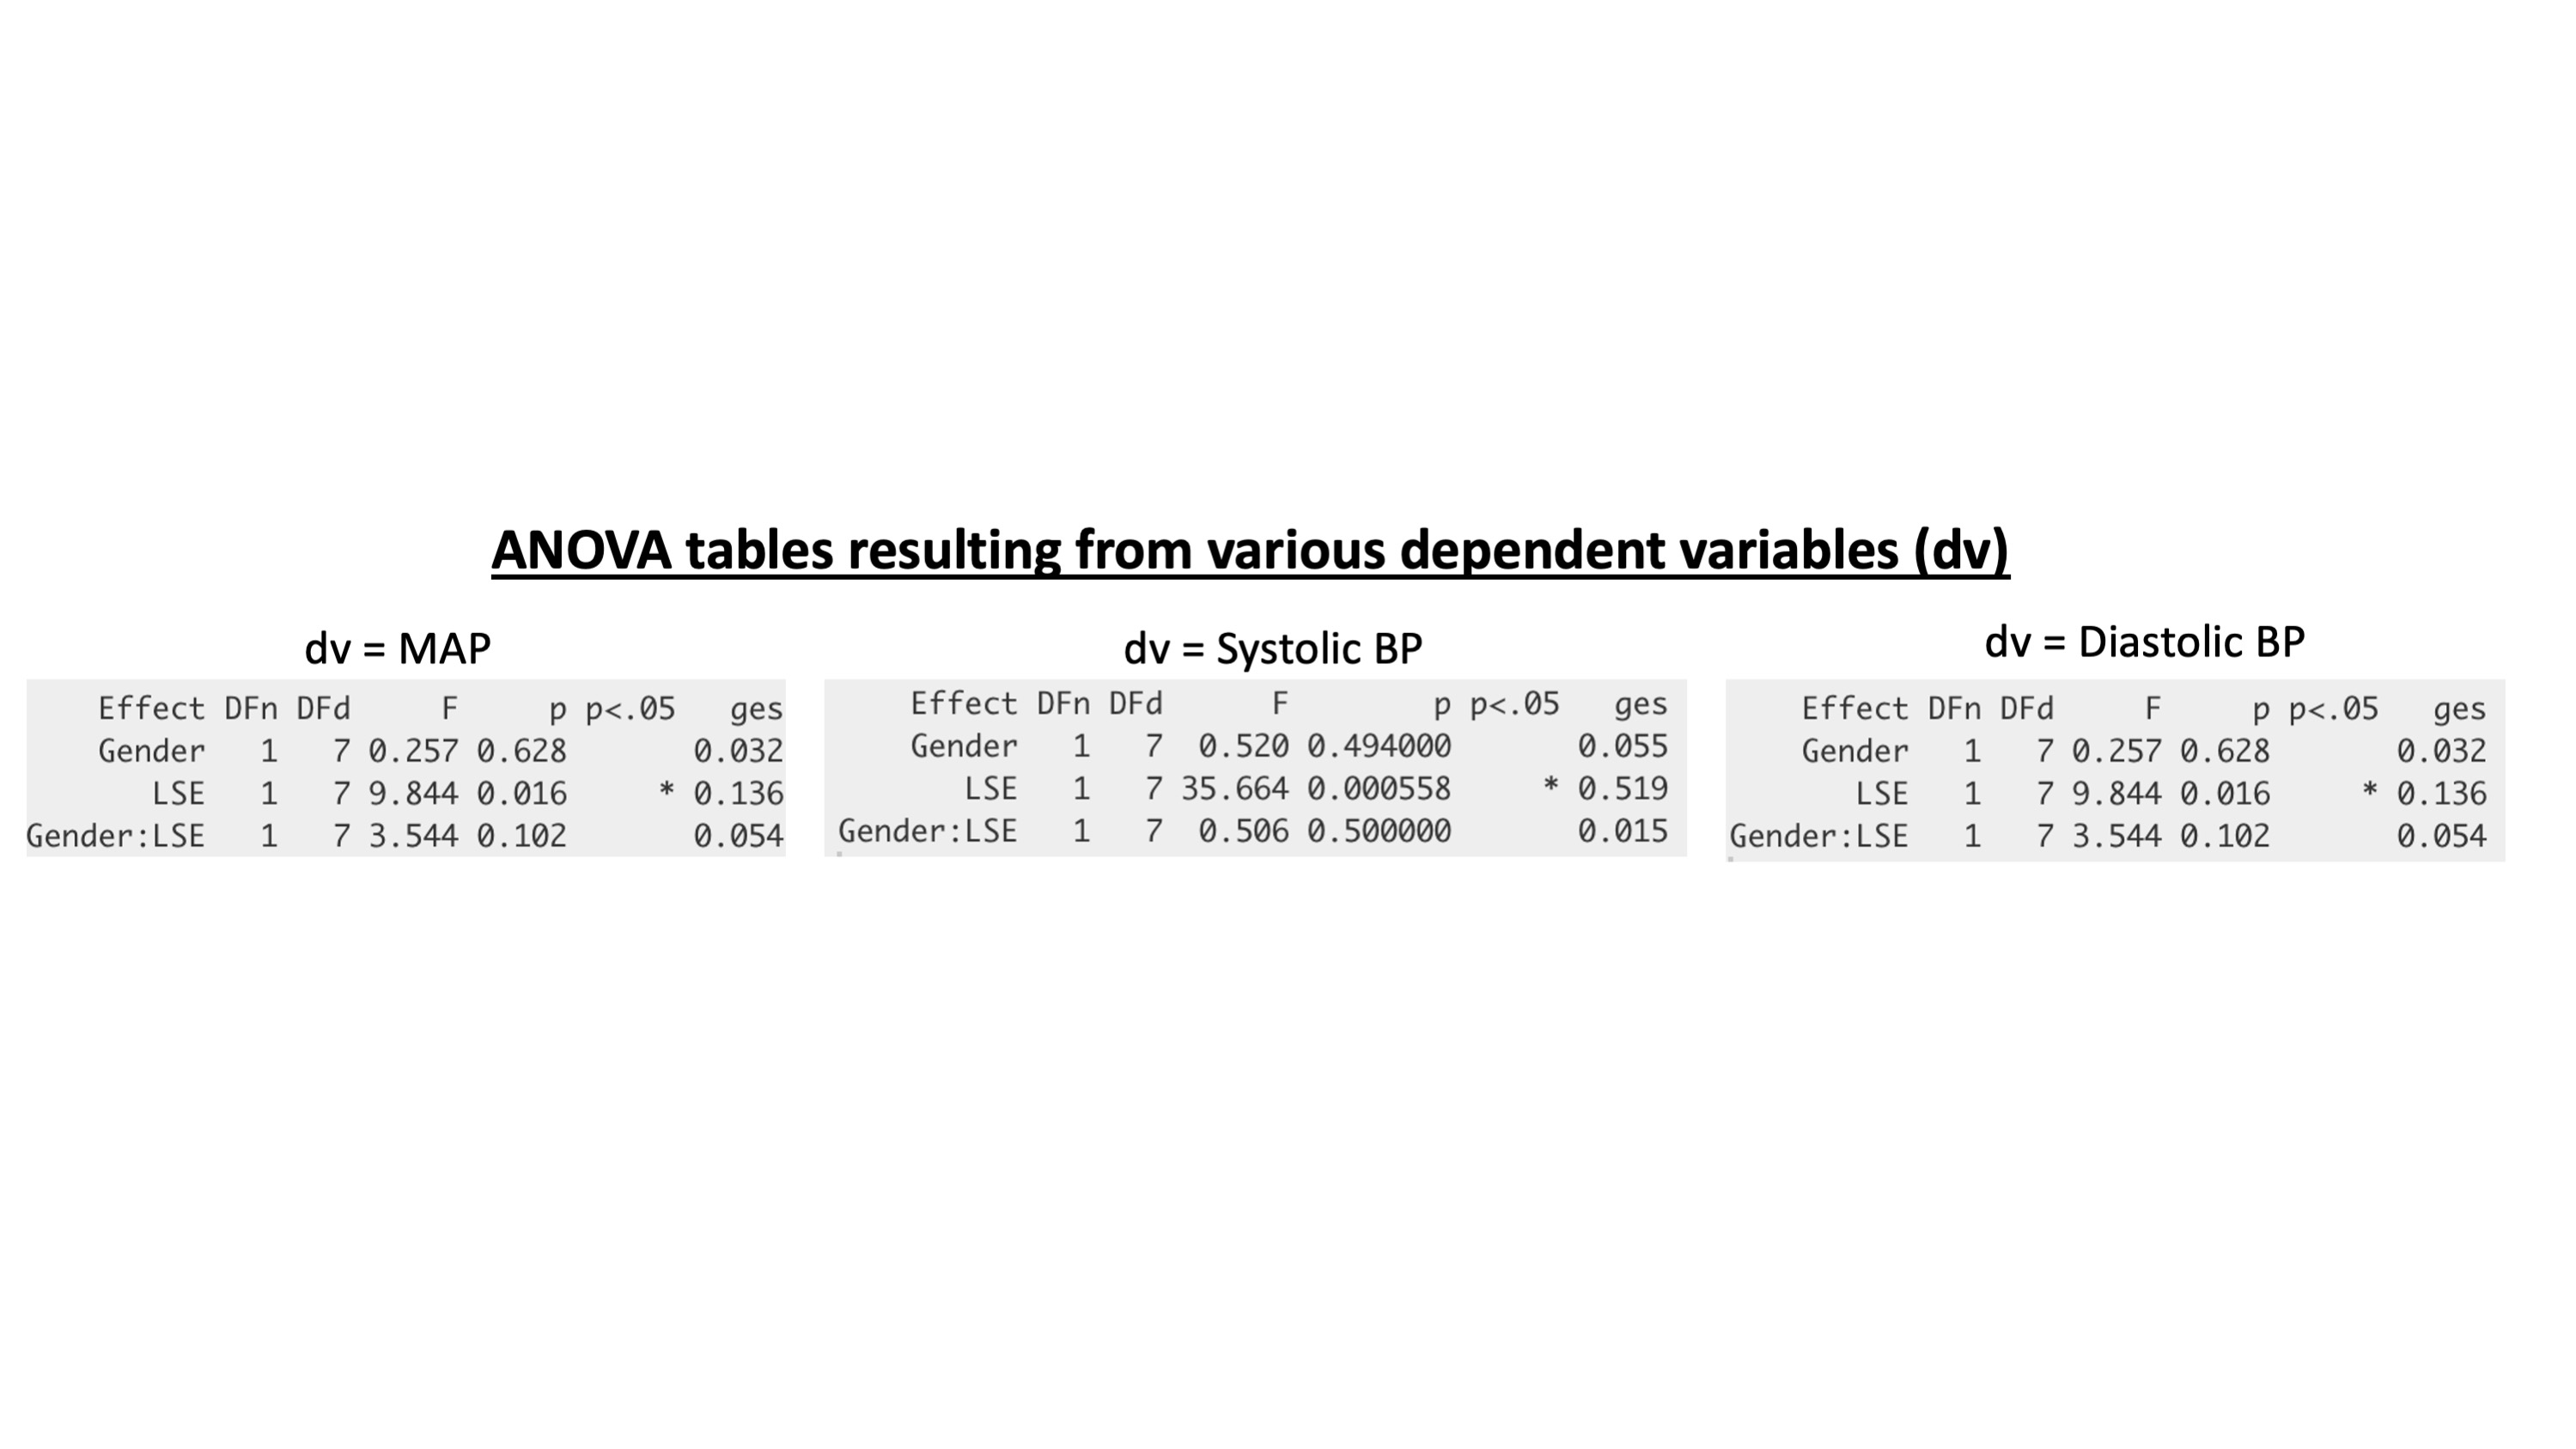 ANOVA tables resulting from various dependent variables (dv)
dv = MAP
Effect DFn DFd F p p<.05 ges
Gender 1 7 0.257 0.628 0.032
LSE 1 7 9.844 0.016 * 0.136
Gender:LSE 1 7 3.544 0.102 0.054
dv = Systolic BP
Effect DFn DFd F p p<.05 ges
Gender 1 7 0.520 0.494000 0.055
LSE 1 7 35.664 0.000558 * 0.519
Gender:LSE 1 7 0.506 0.500000 0.015
dv = Diastolic BP
Effect DFn DFd F p p<.05 ges
Gender 1 7 0.257 0.628 0.032
LSE 1 7 9.844 0.016 * 0.136
Gender:LSE 1 7 3.544 0.102 0.054